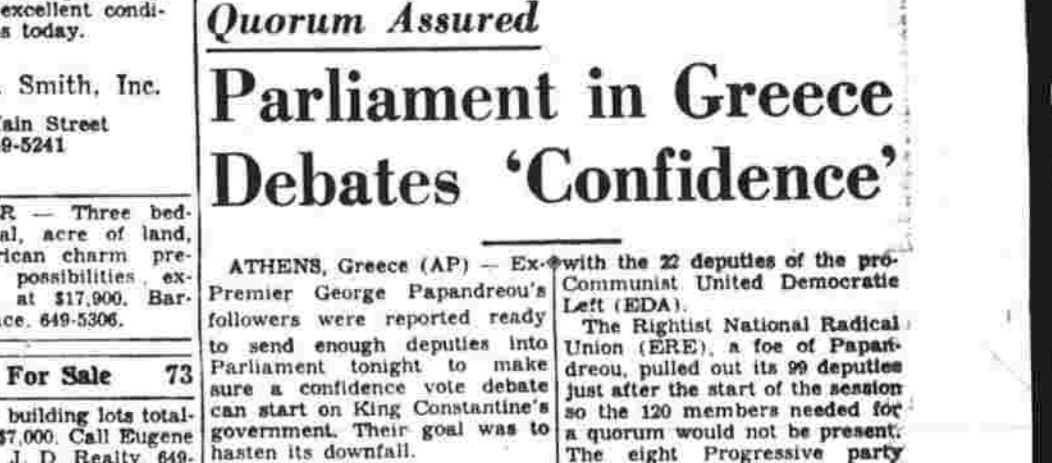 excellent condi-
s today.
. Smith, Inc.
ain Street
9-5241
R — Three bed-
al, acre of land,
rican charm pre-
possibilities ex-
at $17,900. Bar-
ce. 649-5306.
For Sale 73
building lots total-
$7,000. Call Eugene
J. D. Realty 649-
Quorum Assured
Parliament in Greece
Debates ‘Confidence’
ATHENS, Greece (AP) — Ex-
Premier George Papandreou's
followers were reported ready
to send enough deputies into
Parliament tonight to make
sure a confidence vote debate
can start on King Constantine's
government. Their goal was to
hasten its downfall.
with the 22 deputies of the pro-
Communist United Democratic
Left (EDA).
The Rightist National Radical
Union (ERE), a foe of Papan-
dreou, pulled out its 99 deputies
just after the start of the session
so the 120 members needed for
a quorum would not be present.
The eight Progressive party